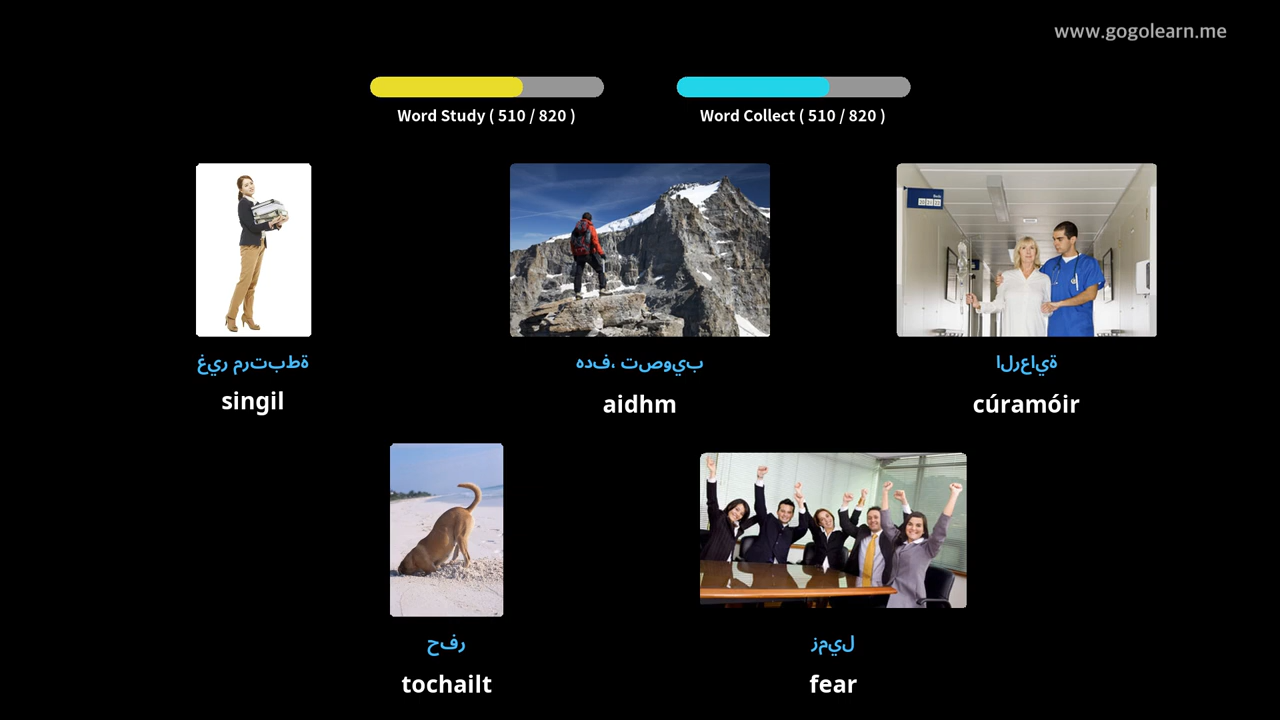 www.gogolearn.me
Word Study ( 510 / 820 )
Word Collect ( 510 / 820 )
غير مرتبطة
هدف، تصويب
الرعاية
singil
aidhm
cúramóir
حفر
زميل
tochailt
fear